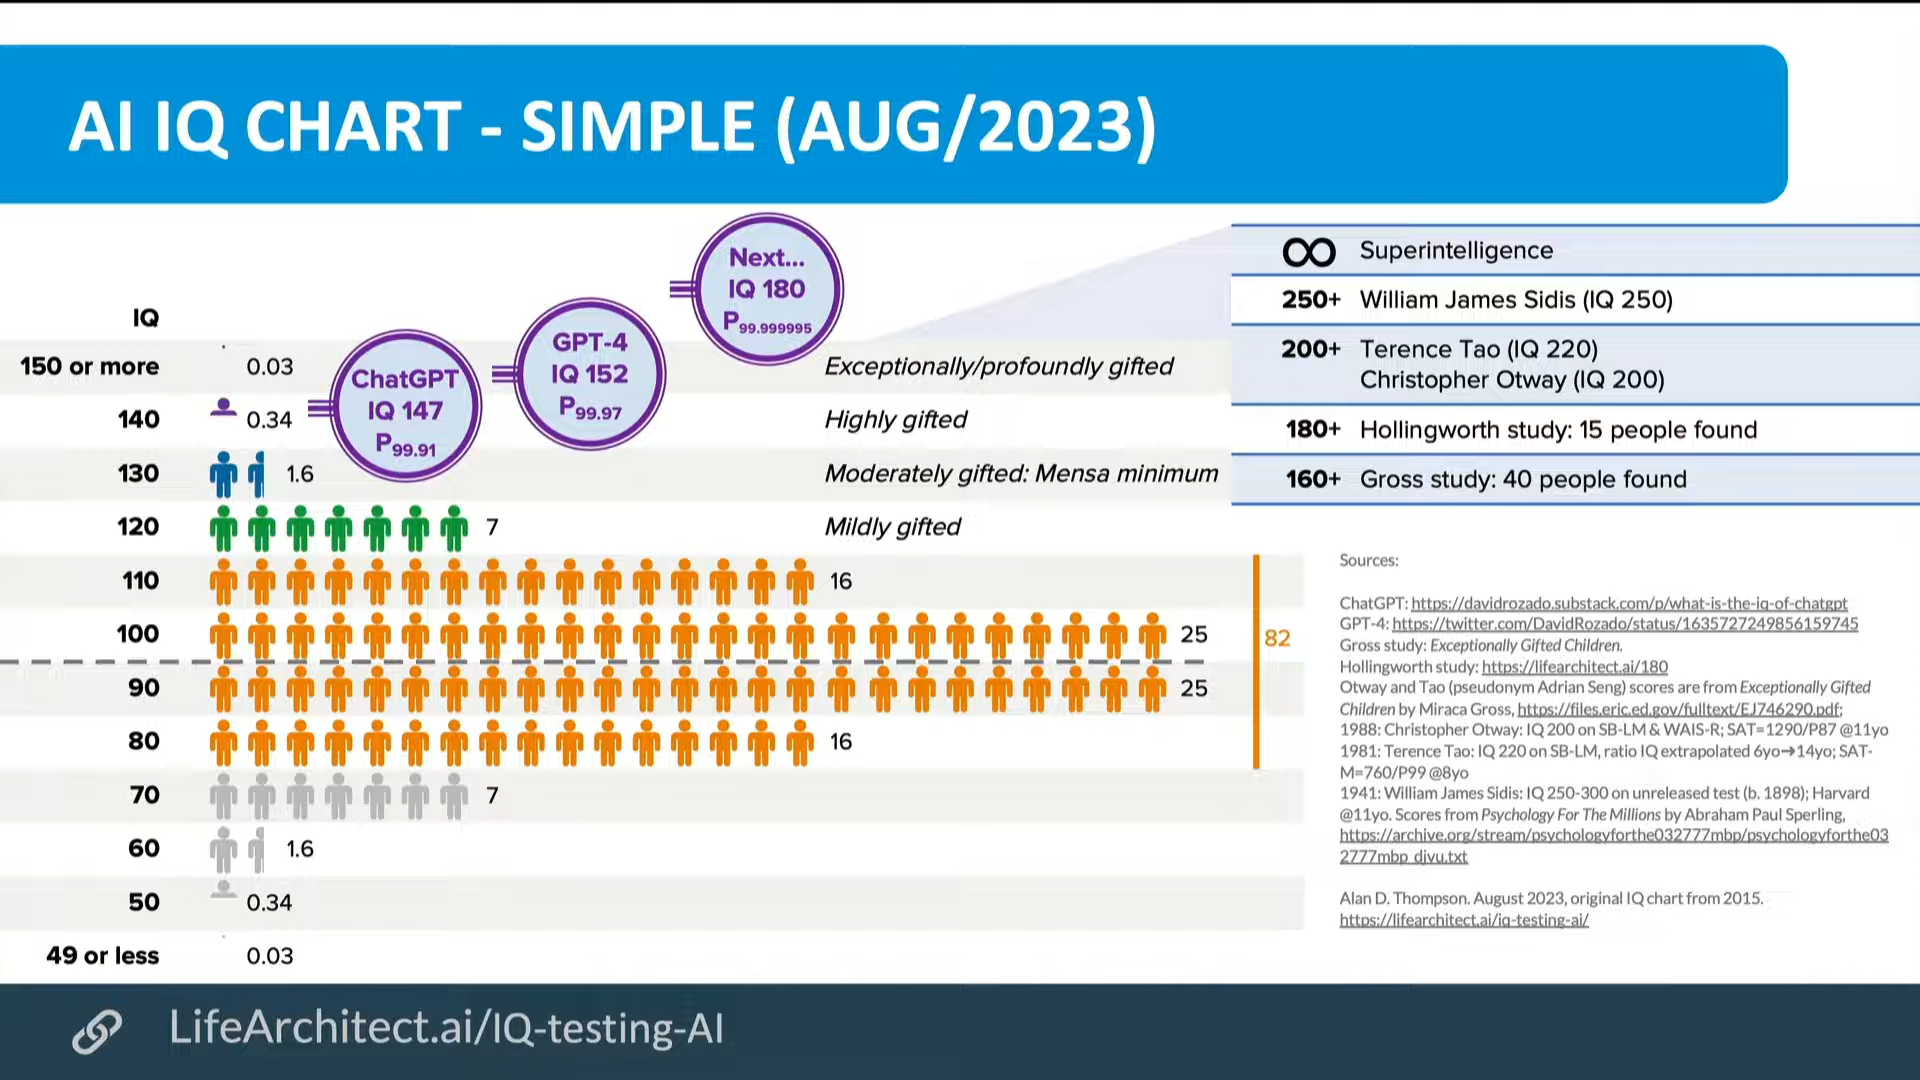 AI IQ CHART - SIMPLE (AUG/2023)
IQ
150 or more 0.03 Exceptionally/profoundly gifted
140 0.34 Highly gifted
130 1.6 Moderately gifted: Mensa minimum
120 7 Mildly gifted
110 16
100 25
90 25
80 16
82
70 7
60 1.6
50 0.34
49 or less 0.03
ChatGPT
IQ 147
P99.91
GPT-4
IQ 152
P99.97
Next...
IQ 180
P99.999995
∞ Superintelligence
250+ William James Sidis (IQ 250)
200+ Terence Tao (IQ 220)
Christopher Otway (IQ 200)
180+ Hollingworth study: 15 people found
160+ Gross study: 40 people found
Sources:
ChatGPT: https://davidrozado.substack.com/p/what-is-the-iq-of-chatgpt
GPT-4: https://twitter.com/DavidRozado/status/1635727249856159745
Gross study: Exceptionally Gifted Children.
Hollingworth study: https://lifearchitect.ai/180
Otway and Tao (pseudonym Adrian Seng) scores are from Exceptionally Gifted
Children by Miraca Gross, https://files.eric.ed.gov/fulltext/EJ746290.pdf;
1988: Christopher Otway: IQ 200 on SB-LM & WAIS-R; SAT=1290/P87 @11yo
1981: Terence Tao: IQ 220 on SB-LM, ratio IQ extrapolated 6yo➔14yo; SAT-
M=760/P99 @8yo
1941: William James Sidis: IQ 250-300 on unreleased test (b. 1898); Harvard
@11yo. Scores from Psychology For The Millions by Abraham Paul Sperling,
https://archive.org/stream/psychologyforthe032777mbp/psychologyforthe03
2777mbp_djvu.txt
Alan D. Thompson. August 2023, original IQ chart from 2015.
https://lifearchitect.ai/iq-testing-ai/
LifeArchitect.ai/IQ-testing-AI